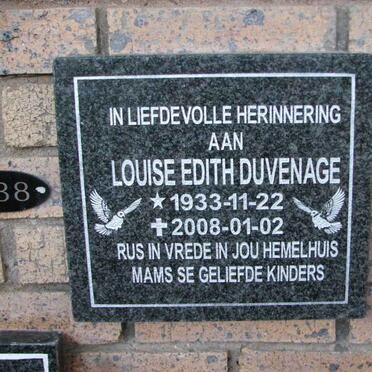 IN LIEFDEVOLLE HERINNERING
AAN
LOUISE EDITH DUVENAGE
★ 1933-11-22
✝ 2008-01-02
RUS IN VREDE IN JOU HEMELHUIS
MAMS SE GELIEFDE KINDERS